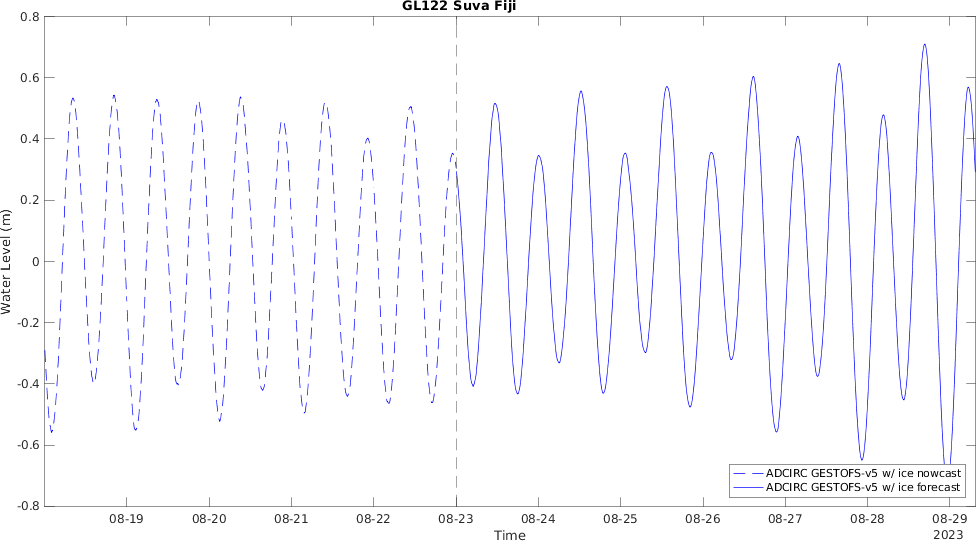 GL122 Suva Fiji
0.8
0.6
0.4
0.2
0
-0.2
-0.4
-0.6
-0.8
Water Level (m)
08-19 08-20 08-21 08-22 08-23 08-24 08-25 08-26 08-27 08-28 08-29
2023
Time
ADCIRC GESTOFS-v5 w/ ice nowcast
ADCIRC GESTOFS-v5 w/ ice forecast